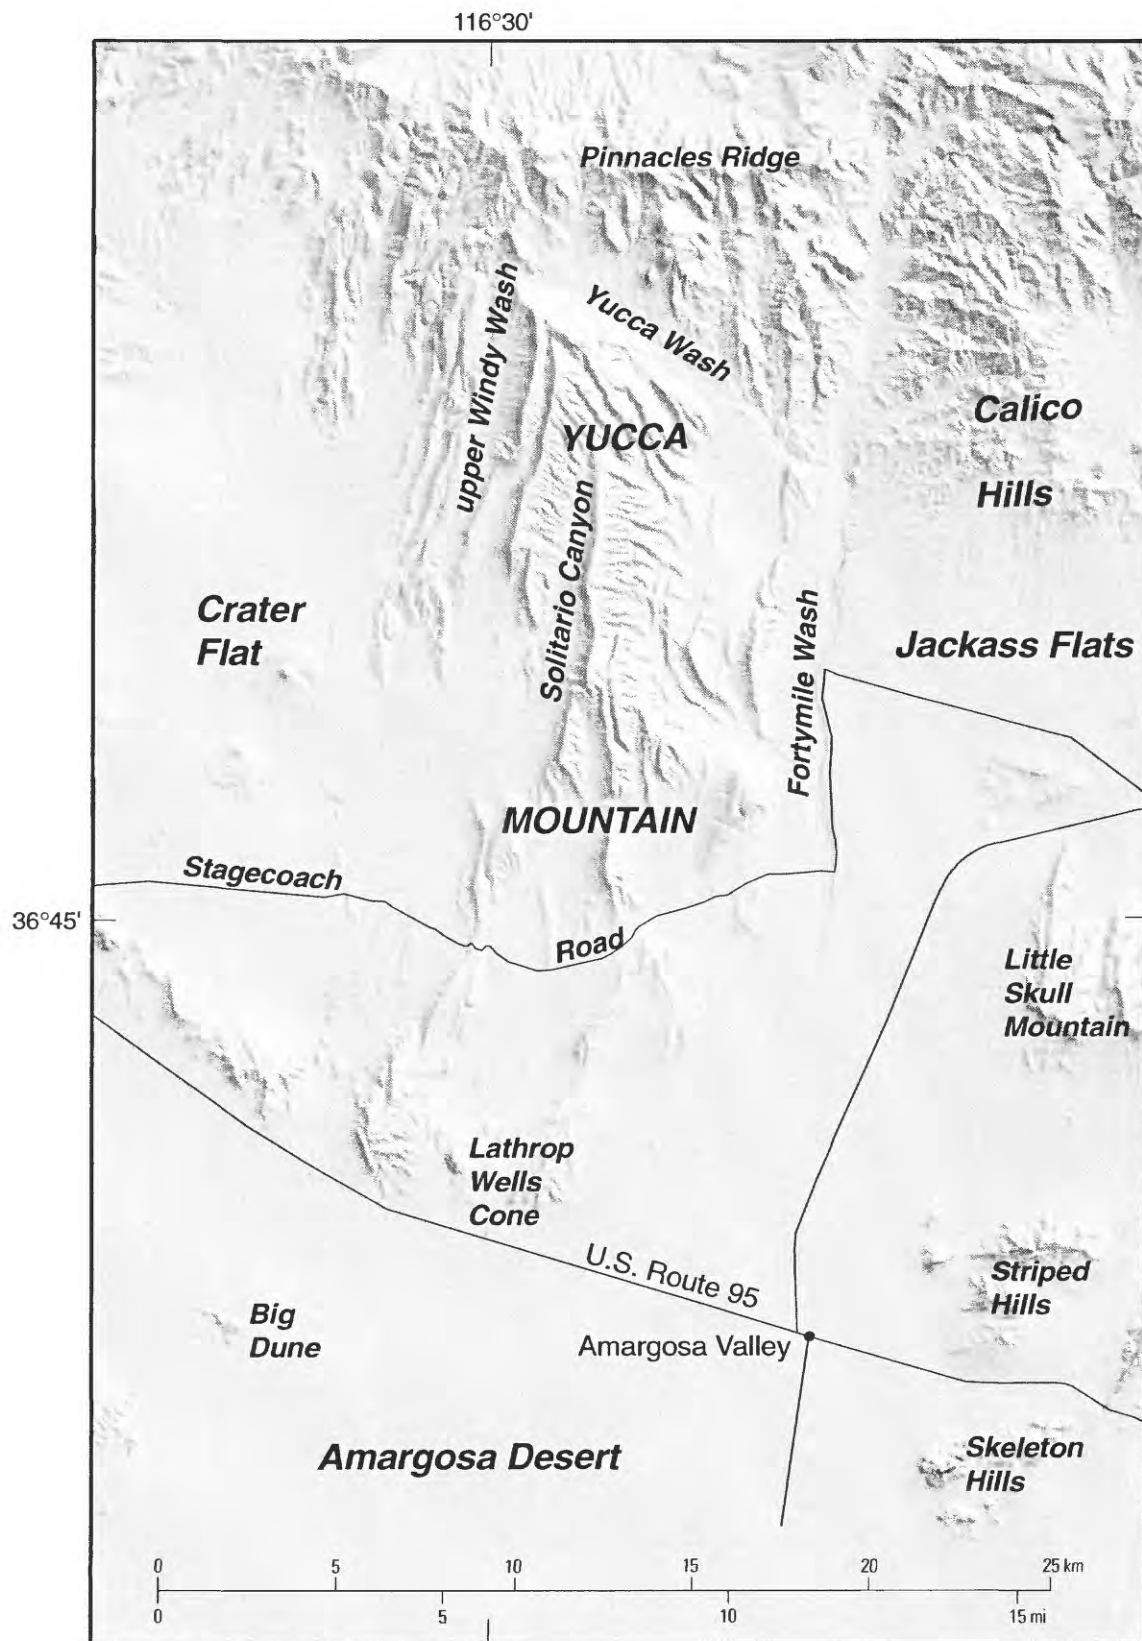 116°30'
Pinnacles Ridge
upper Windy Wash
Yucca Wash
Calico
YUCCA
Hills
Solitario Canyon
Crater
Flat
Fortymile Wash
Jackass Flats
MOUNTAIN
Stagecoach
36°45'
Road
Little
Skull
Mountain
Lathrop
Wells
Cone
U.S. Route 95
Striped
Hills
Big
Dune
Amargosa Valley
Amargosa Desert
Skeleton
Hills
0 5 10 15 20 25 km
0 5 10 15 mi